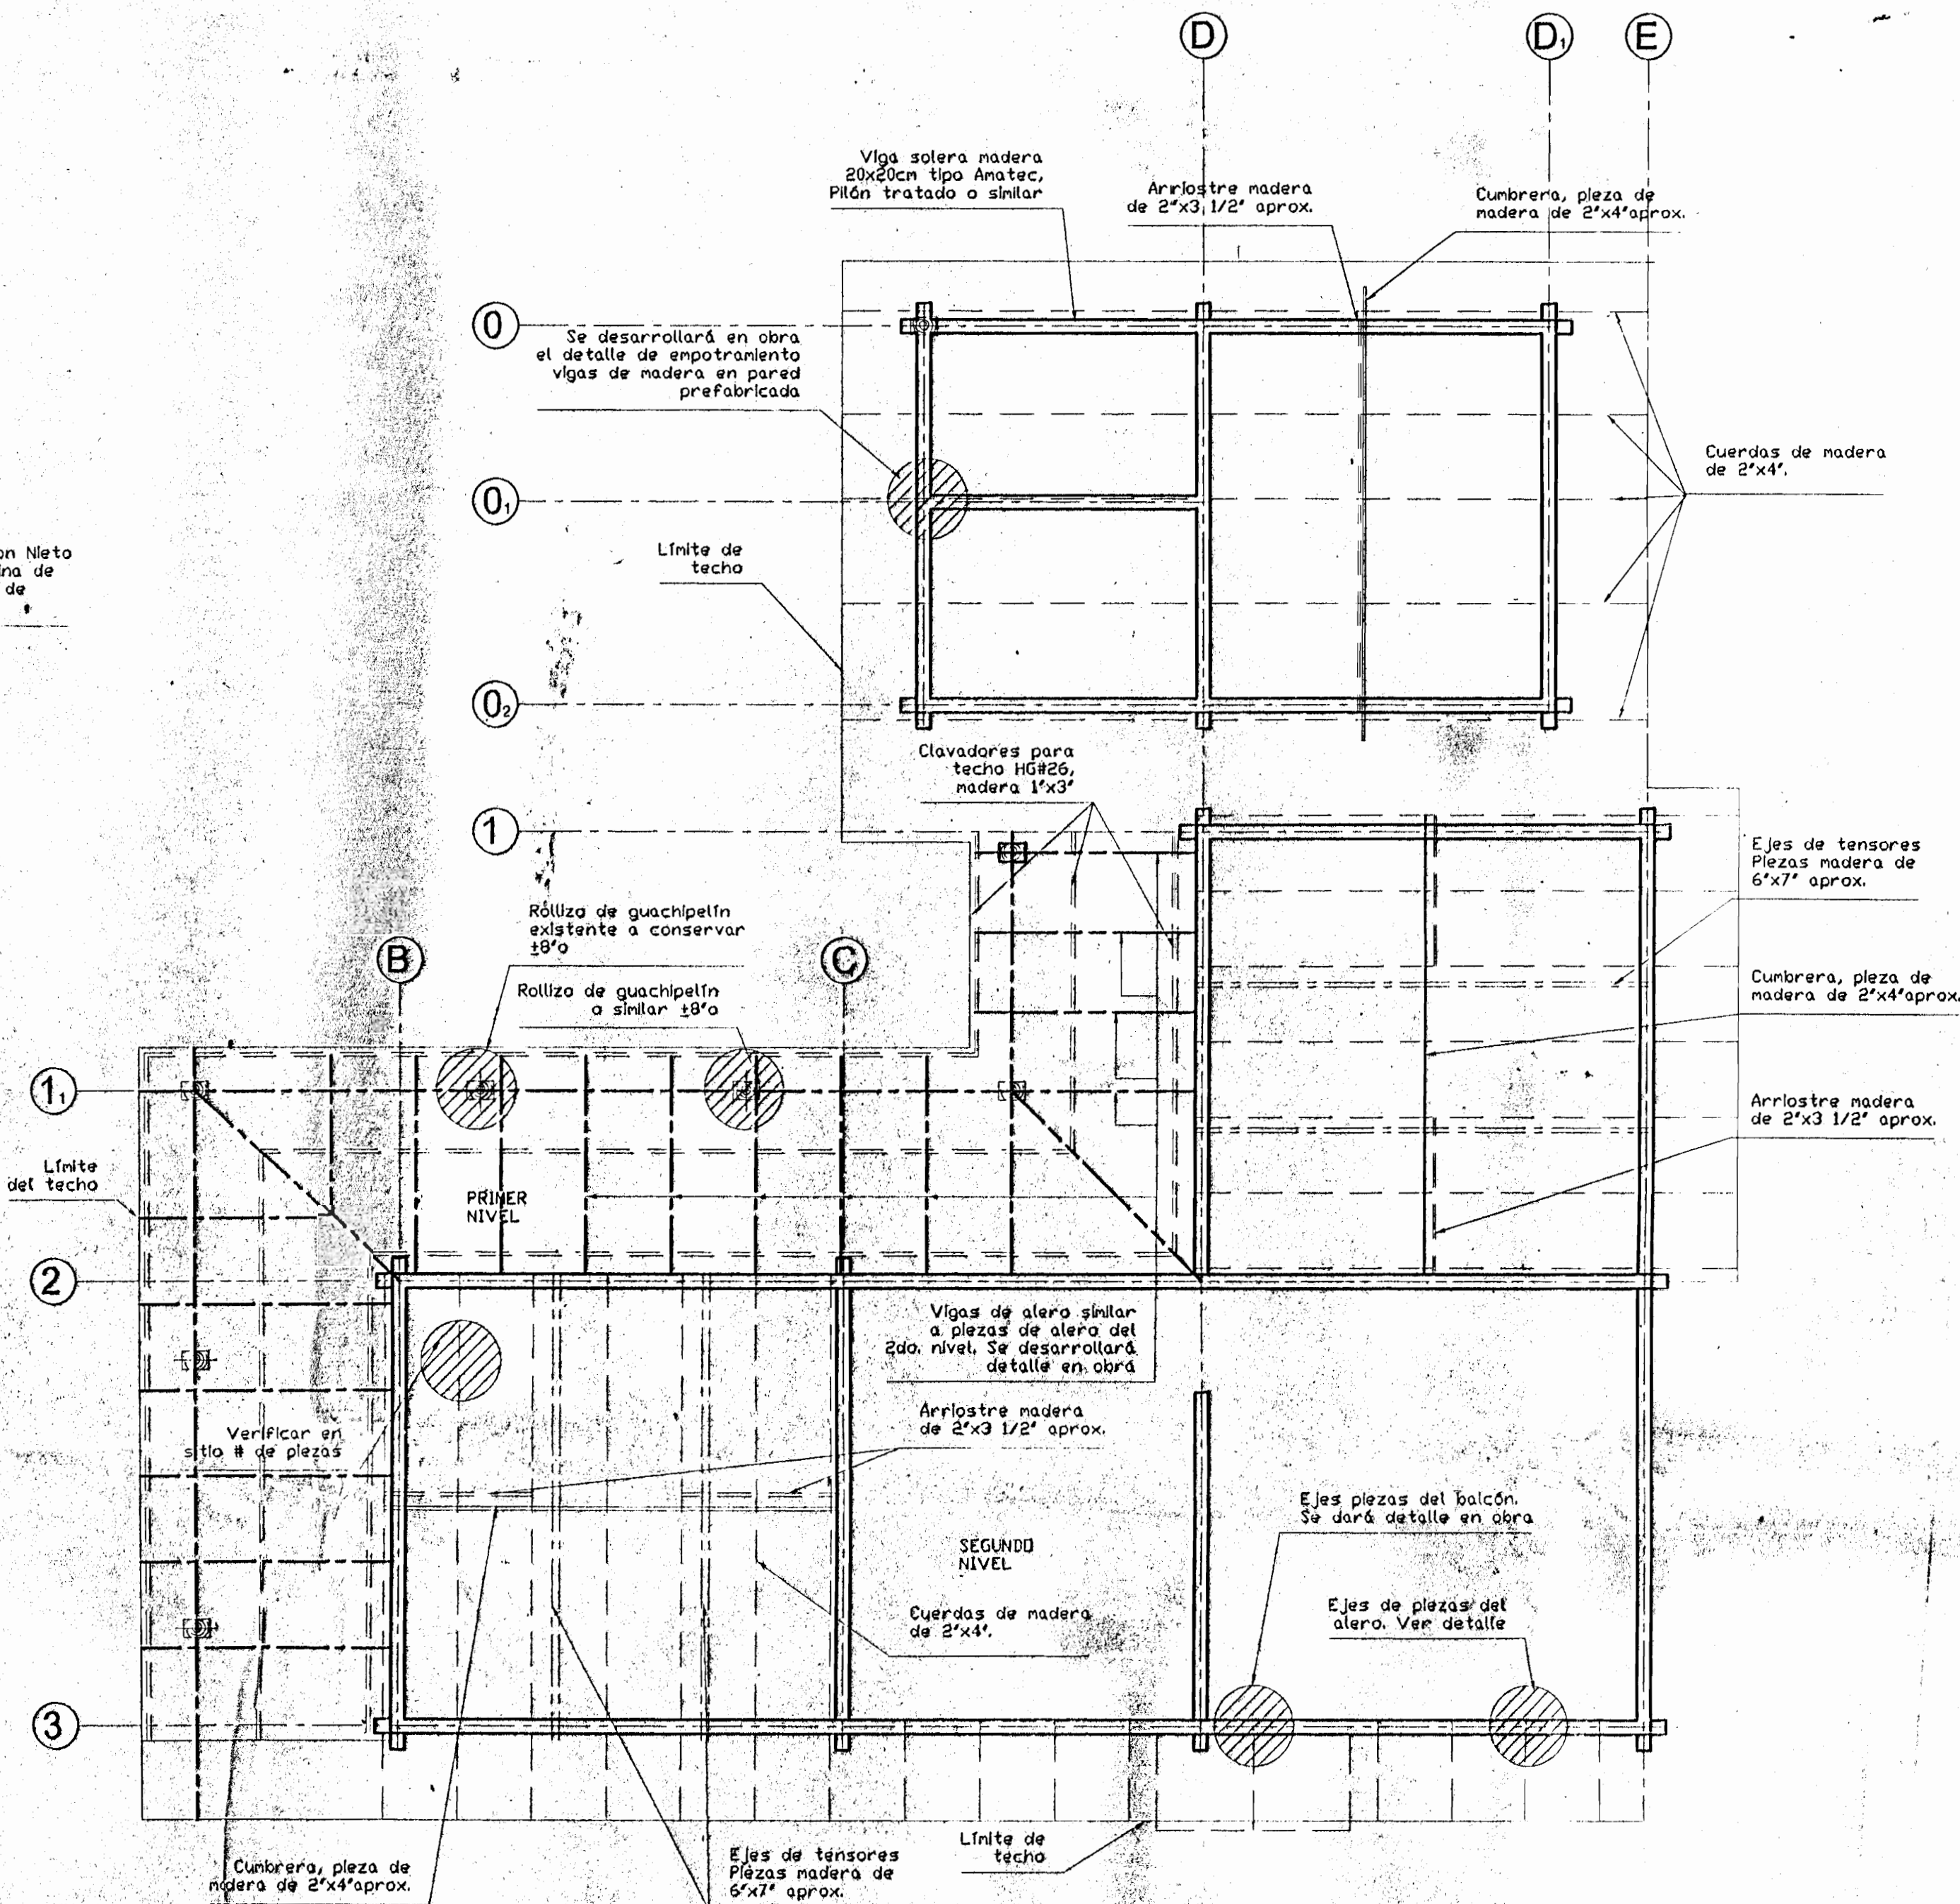 D
D1
E
Viga solera madera
20x20cm tipo Amatec,
Pilón tratado o similar
Arriostre madera
de 2"x3 1/2" aprox.
Cumbrera, pieza de
madera de 2"x4"aprox.
0
Se desarrollará en obra
el detalle de empotramiento
vigas de madera en pared
prefabricada
Cuerdas de madera
de 2"x4".
01
on Nieto
ina de
de
Límite de
techo
02
Clavadores para
techo HG#26,
madera 1"x3"
1
Ejes de tensores
Piezas madera de
6"x7" aprox.
Rollizo de guachipelín
existente a conservar
±8"o
B
C
Rollizo de guachipelín
o similar ±8"o
Cumbrera, pieza de
madera de 2"x4"aprox.
11
Arriostre madera
de 2"x3 1/2" aprox.
Límite
del techo
PRIMER
NIVEL
2
Vigas de alero similar
a piezas de alero del
2do. nivel. Se desarrollará
detalle en obra
Arriostre madera
de 2"x3 1/2" aprox.
Verificar en
sitio # de piezas
Ejes piezas del balcón.
Se dará detalle en obra
SEGUNDO
NIVEL
Cuerdas de madera
de 2"x4".
Ejes de piezas del
alero. Ver detalle
3
Límite de
techo
Cumbrera, pieza de
madera de 2"x4"aprox.
Ejes de tensores
Piezas madera de
6"x7" aprox.